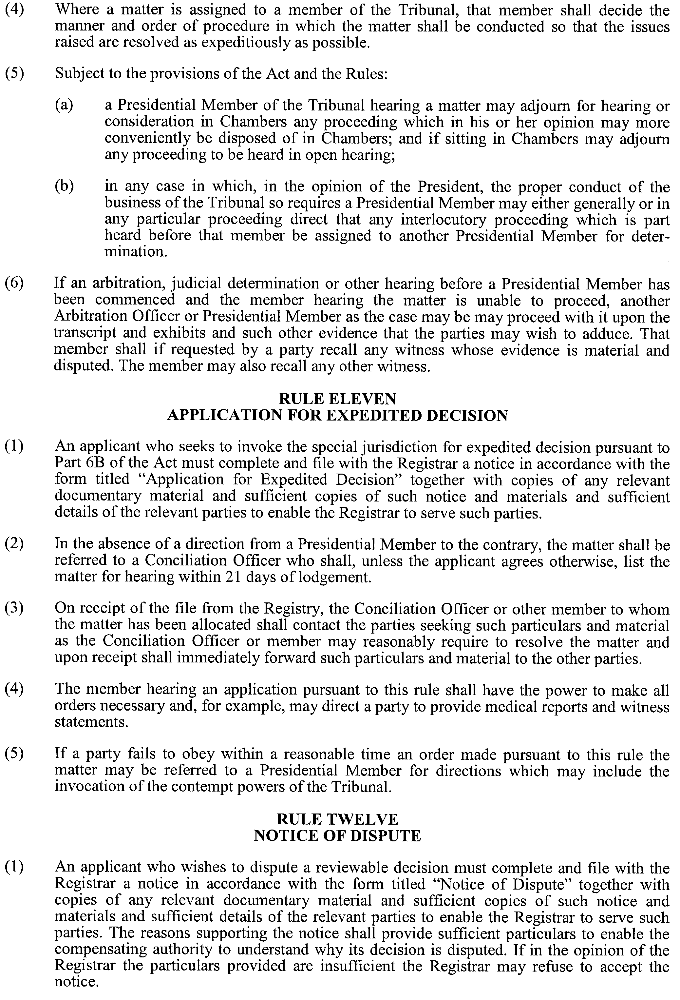 (4) Where a matter is assigned to a member of the Tribunal, that member shall decide the
manner and order of procedure in which the matter shall be conducted so that the issues
raised are resolved as expeditiously as possible.
(5) Subject to the provisions of the Act and the Rules:
(a) a Presidential Member of the Tribunal hearing a matter may adjourn for hearing or
consideration in Chambers any proceeding which in his or her opinion may more
conveniently be disposed of in Chambers; and if sitting in Chambers may adjourn
any proceeding to be heard in open hearing;
(b) in any case in which, in the opinion of the President, the proper conduct of the
business of the Tribunal so requires a Presidential Member may either generally or in
any particular proceeding direct that any interlocutory proceeding which is part
heard before that member be assigned to another Presidential Member for deter-
mination.
(6) If an arbitration, judicial determination or other hearing before a Presidential Member has
been commenced and the member hearing the matter is unable to proceed, another
Arbitration Officer or Presidential Member as the case may be may proceed with it upon the
transcript and exhibits and such other evidence that the parties may wish to adduce. That
member shall if requested by a party recall any witness whose evidence is material and
disputed. The member may also recall any other witness.
RULE ELEVEN
APPLICATION FOR EXPEDITED DECISION
(1) An applicant who seeks to invoke the special jurisdiction for expedited decision pursuant to
Part 6B of the Act must complete and file with the Registrar a notice in accordance with the
form titled “Application for Expedited Decision” together with copies of any relevant
documentary material and sufficient copies of such notice and materials and sufficient
details of the relevant parties to enable the Registrar to serve such parties.
(2) In the absence of a direction from a Presidential Member to the contrary, the matter shall be
referred to a Conciliation Officer who shall, unless the applicant agrees otherwise, list the
matter for hearing within 21 days of lodgement.
(3) On receipt of the file from the Registry, the Conciliation Officer or other member to whom
the matter has been allocated shall contact the parties seeking such particulars and material
as the Conciliation Officer or member may reasonably require to resolve the matter and
upon receipt shall immediately forward such particulars and material to the other parties.
(4) The member hearing an application pursuant to this rule shall have the power to make all
orders necessary and, for example, may direct a party to provide medical reports and witness
statements.
(5) If a party fails to obey within a reasonable time an order made pursuant to this rule the
matter may be referred to a Presidential Member for directions which may include the
invocation of the contempt powers of the Tribunal.
RULE TWELVE
NOTICE OF DISPUTE
(1) An applicant who wishes to dispute a reviewable decision must complete and file with the
Registrar a notice in accordance with the form titled “Notice of Dispute” together with
copies of any relevant documentary material and sufficient copies of such notice and
materials and sufficient details of the relevant parties to enable the Registrar to serve such
parties. The reasons supporting the notice shall provide sufficient particulars to enable the
compensating authority to understand why its decision is disputed. If in the opinion of the
Registrar the particulars provided are insufficient the Registrar may refuse to accept the
notice.